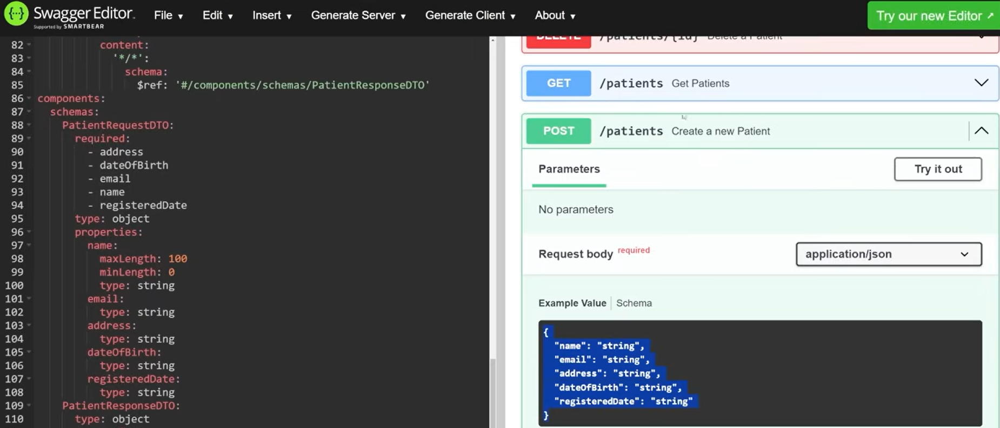 Swagger Editor.
Supported by SMARTBEAR
File
Edit
Insert
Generate Server
Generate Client
About
Try our new Editor
82 content:
83 '*/*':
84 schema:
85 $ref: '#/components/schemas/PatientResponseDTO'
86 components:
87 schemas:
88 PatientRequestDTO:
89 required:
90 - address
91 - dateOfBirth
92 - email
93 - name
94 - registeredDate
95 type: object
96 properties:
97 name:
98 maxLength: 100
99 minLength: 0
100 type: string
101 email:
102 type: string
103 address:
104 type: string
105 dateOfBirth:
106 type: string
107 registeredDate:
108 type: string
109 PatientResponseDTO:
110 type: object
DELETE /patients/{id} Delete a Patient
GET /patients Get Patients
POST /patients Create a new Patient
Parameters
Try it out
No parameters
Request body required
application/json
Example Value
Schema
{
"name": "string",
"email": "string",
"address": "string",
"dateOfBirth": "string",
"registeredDate": "string"
}